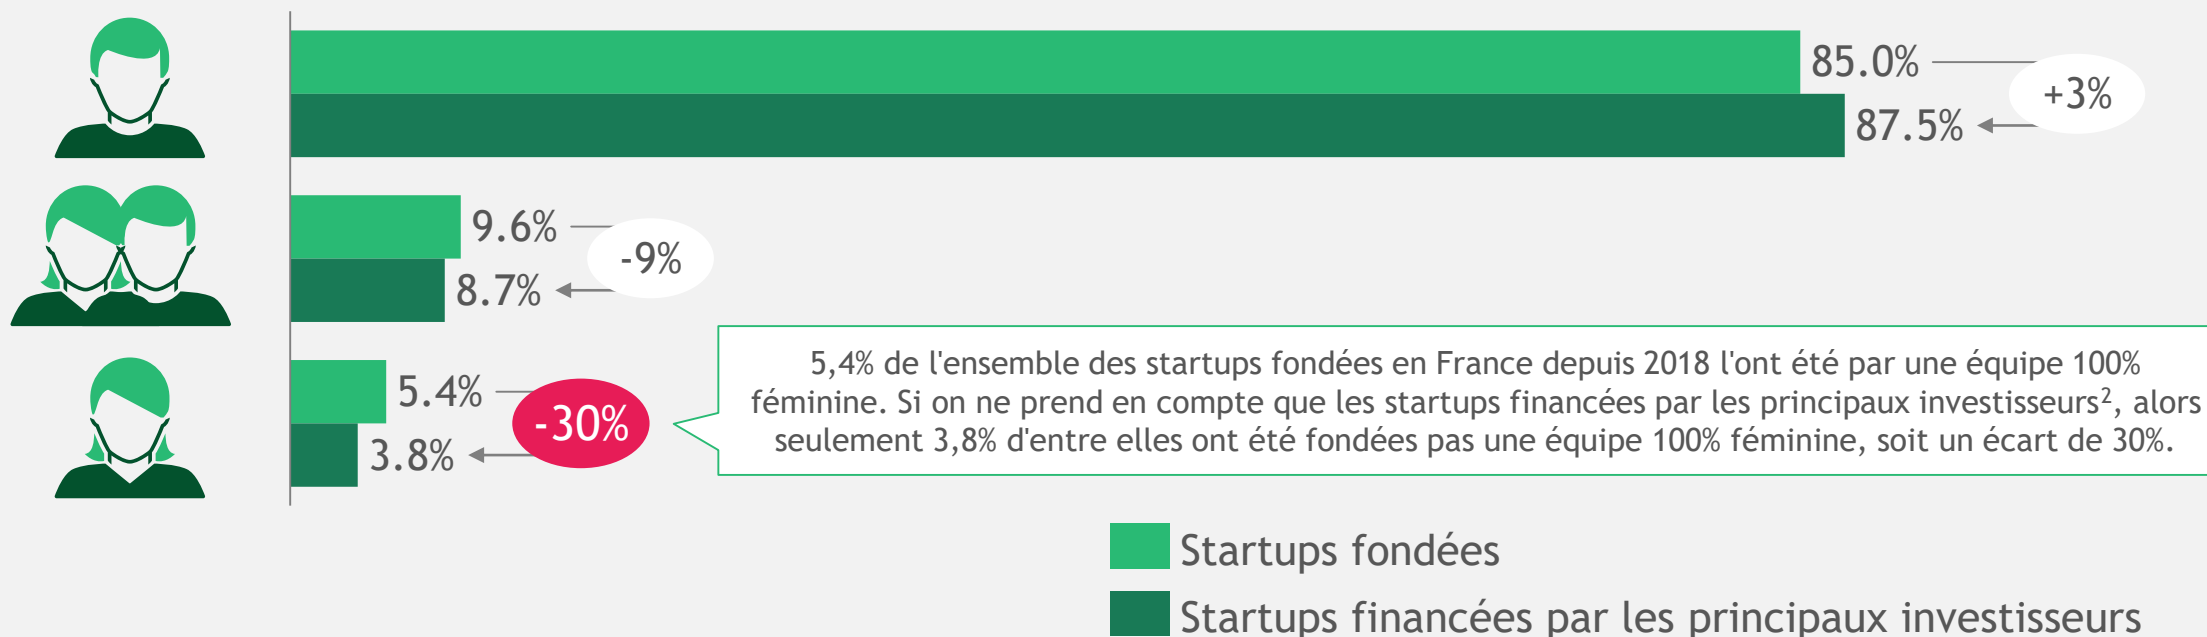 85.0%
+3%
87.5%
9.6%
-9%
8.7%
5.4%
-30%
3.8%
5,4% de l'ensemble des startups fondées en France depuis 2018 l'ont été par une équipe 100%
féminine. Si on ne prend en compte que les startups financées par les principaux investisseurs², alors
seulement 3,8% d'entre elles ont été fondées pas une équipe 100% féminine, soit un écart de 30%.
Startups fondées
Startups financées par les principaux investisseurs